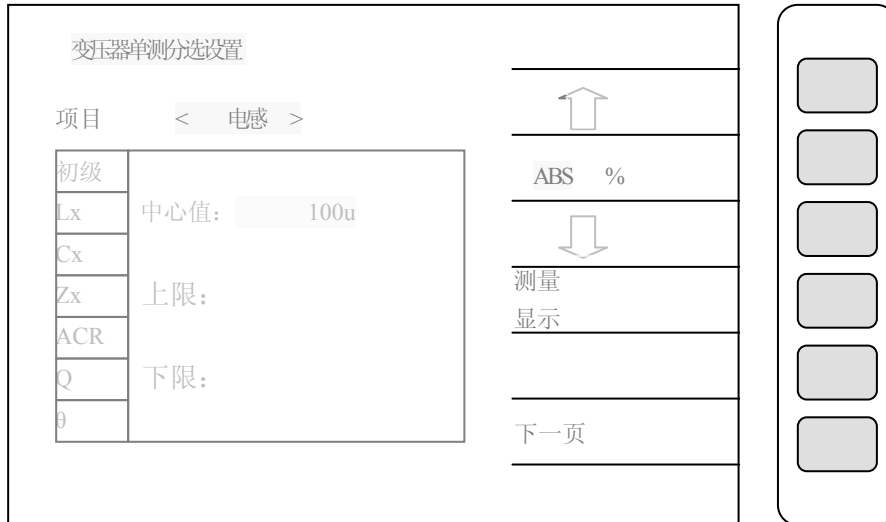 变压器单测分选设置
项目 < 电感 >
初级
Lx
Cx
Zx
ACR
Q
θ
中心值： 100u
上限：
下限：
ABS %
测量
显示
下一页